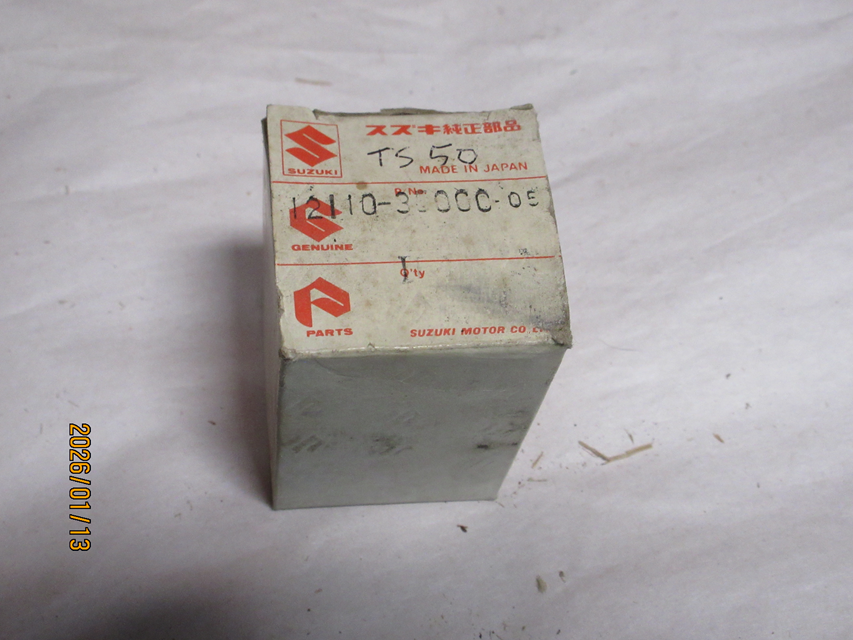 スズキ純正部品
SUZUKI
TS 50
MADE IN JAPAN
P. No.
GENUINE
1
Q'ty
PARTS
SUZUKI MOTOR CO.
2026/01/13